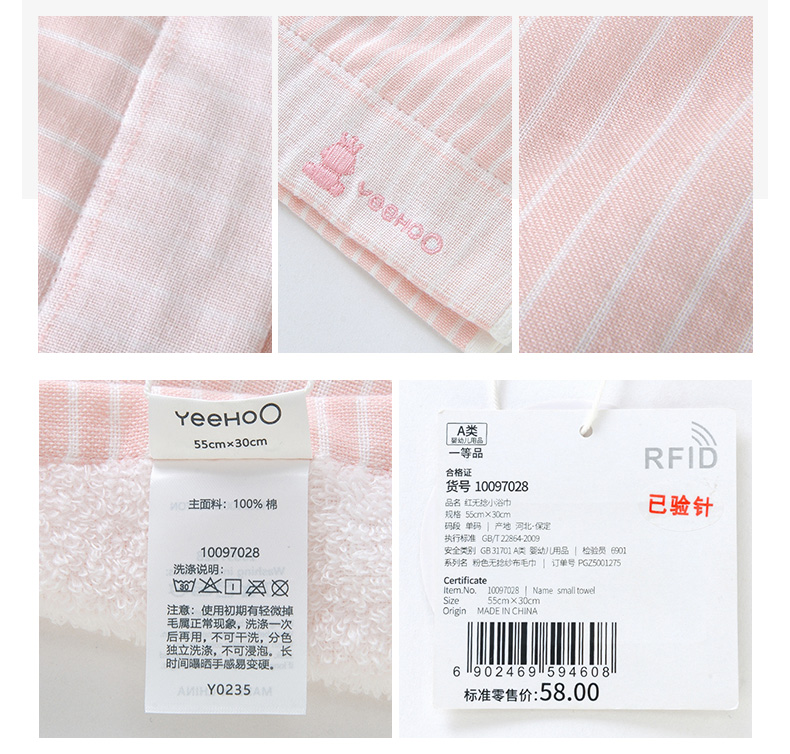 YeeHoO
YeeHoO
55cm×30cm
主面料：100% 棉
10097028
洗涤说明：
30
注意：使用初期有轻微掉
毛属正常现象，洗涤一次
后再用，不可干洗，分色
独立洗涤，不可浸泡。长
时间曝晒手感易变硬。
Y0235
A类
婴幼儿用品
一等品
RFID
合格证
货号 10097028
已验针
品名 红无捻小浴巾
规格 55cm×30cm
码段 单码 | 产地 河北·保定
执行标准 GB/T 22864-2009
安全类别 GB 31701 A类 婴幼儿用品 | 检验员 6901
系列名 粉色无捻纱布毛巾 | 订单号 PGZ5001275
Certificate
Item.No. 10097028 | Name small towel
Size 55cm×30cm
Origin MADE IN CHINA
6 902469 594608
标准零售价:58.00